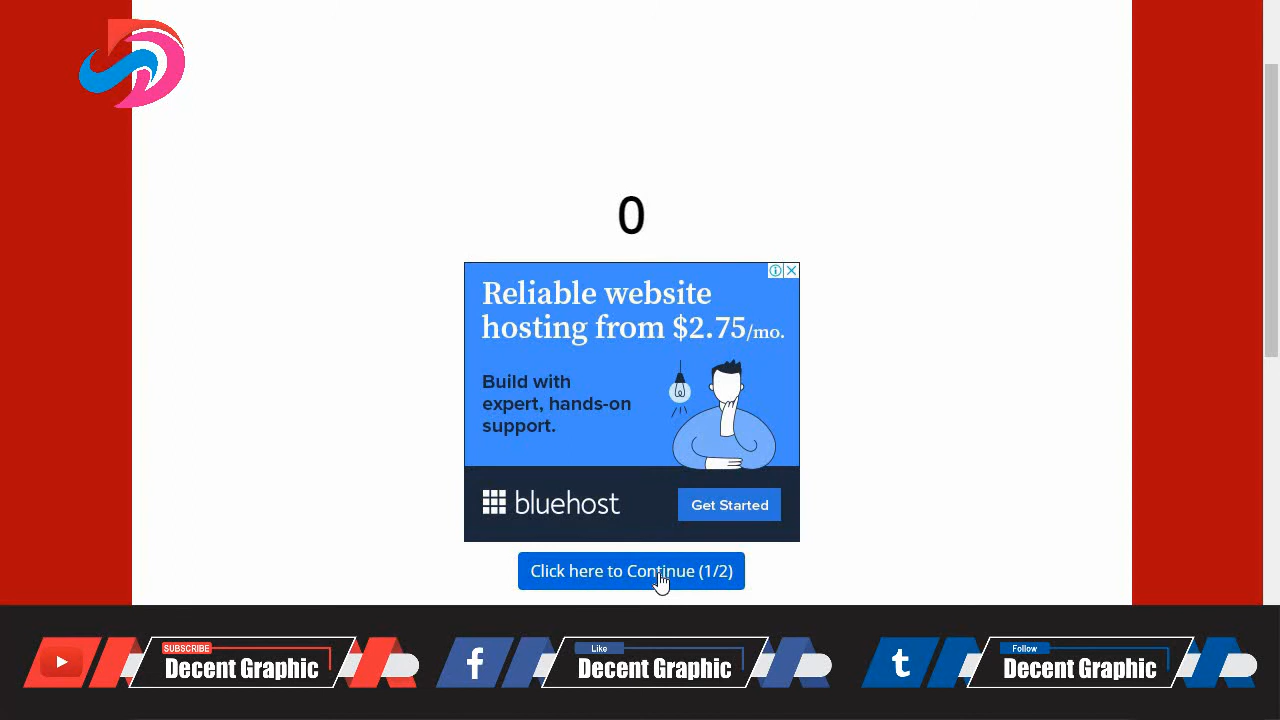 0
Reliable website
hosting from $2.75/mo.
Build with
expert, hands-on
support.
bluehost
Get Started
Click here to Continue (1/2)
SUBSCRIBE
Decent Graphic
f
Like
Decent Graphic
t
Follow
Decent Graphic